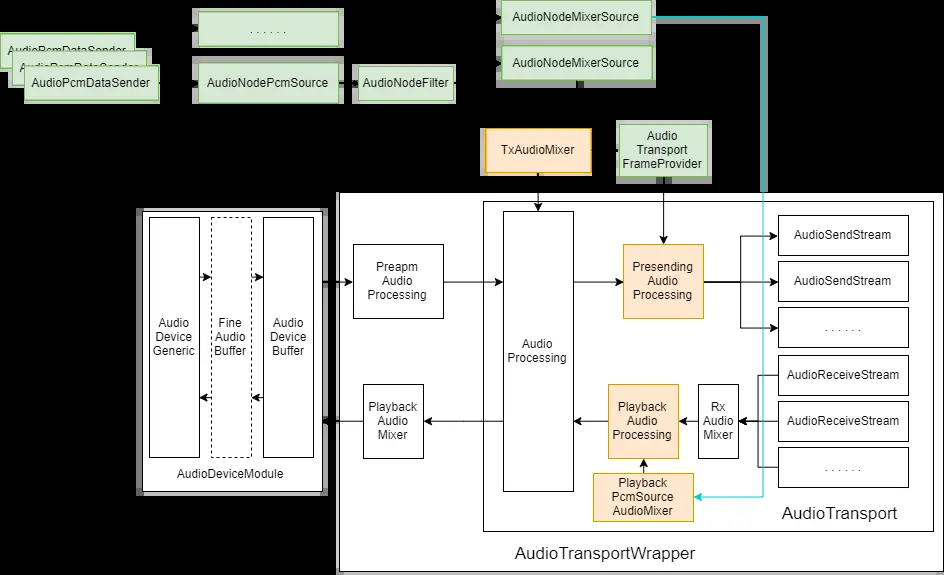 AudioNodeMixerSource
. . . . . .
AudioPcmDataSender
AudioPcmDataSender
AudioPcmDataSender
AudioNodePcmSource
AudioNodeFilter
AudioNodeMixerSource
TxAudioMixer
Audio
Transport
FrameProvider
AudioSendStream
Preapm
Audio
Processing
Presending
Audio
Processing
AudioSendStream
. . . . . .
Audio
Device
Generic
Fine
Audio
Buffer
Audio
Device
Buffer
Audio
Processing
AudioReceiveStream
Playback
Audio
Mixer
Playback
Audio
Processing
Rx
Audio
Mixer
AudioReceiveStream
. . . . . .
AudioDeviceModule
Playback
PcmSource
AudioMixer
AudioTransport
AudioTransportWrapper